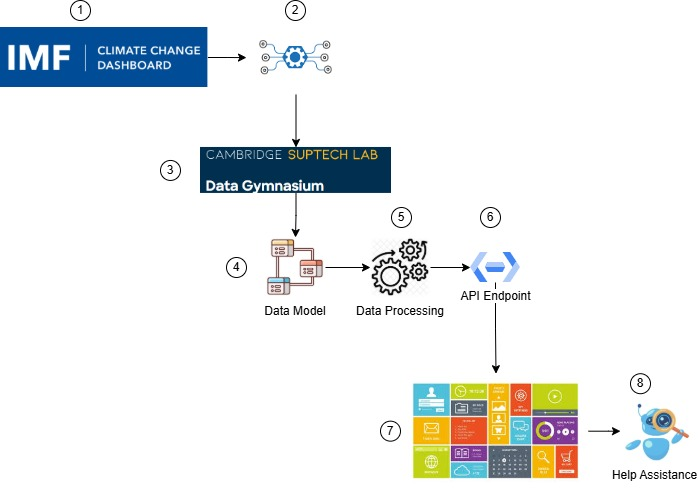 1
2
IMF
CLIMATE CHANGE
DASHBOARD
CAMBRIDGE SUPTECH LAB
3
Data Gymnasium
5
6
4
Data Model
Data Processing
API Endpoint
8
7
Help Assistance